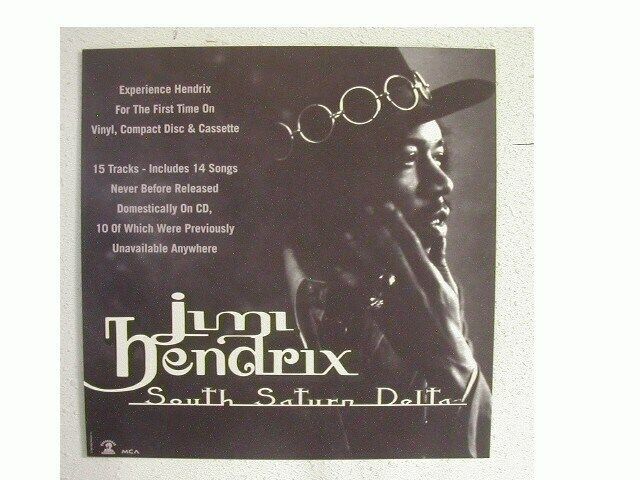 Experience Hendrix
For The First Time On
Vinyl, Compact Disc & Cassette
15 Tracks - Includes 14 Songs
Never Before Released
Domestically On CD,
10 Of Which Were Previously
Unavailable Anywhere
jimi
hendrix
South Saturn Delta
MCA